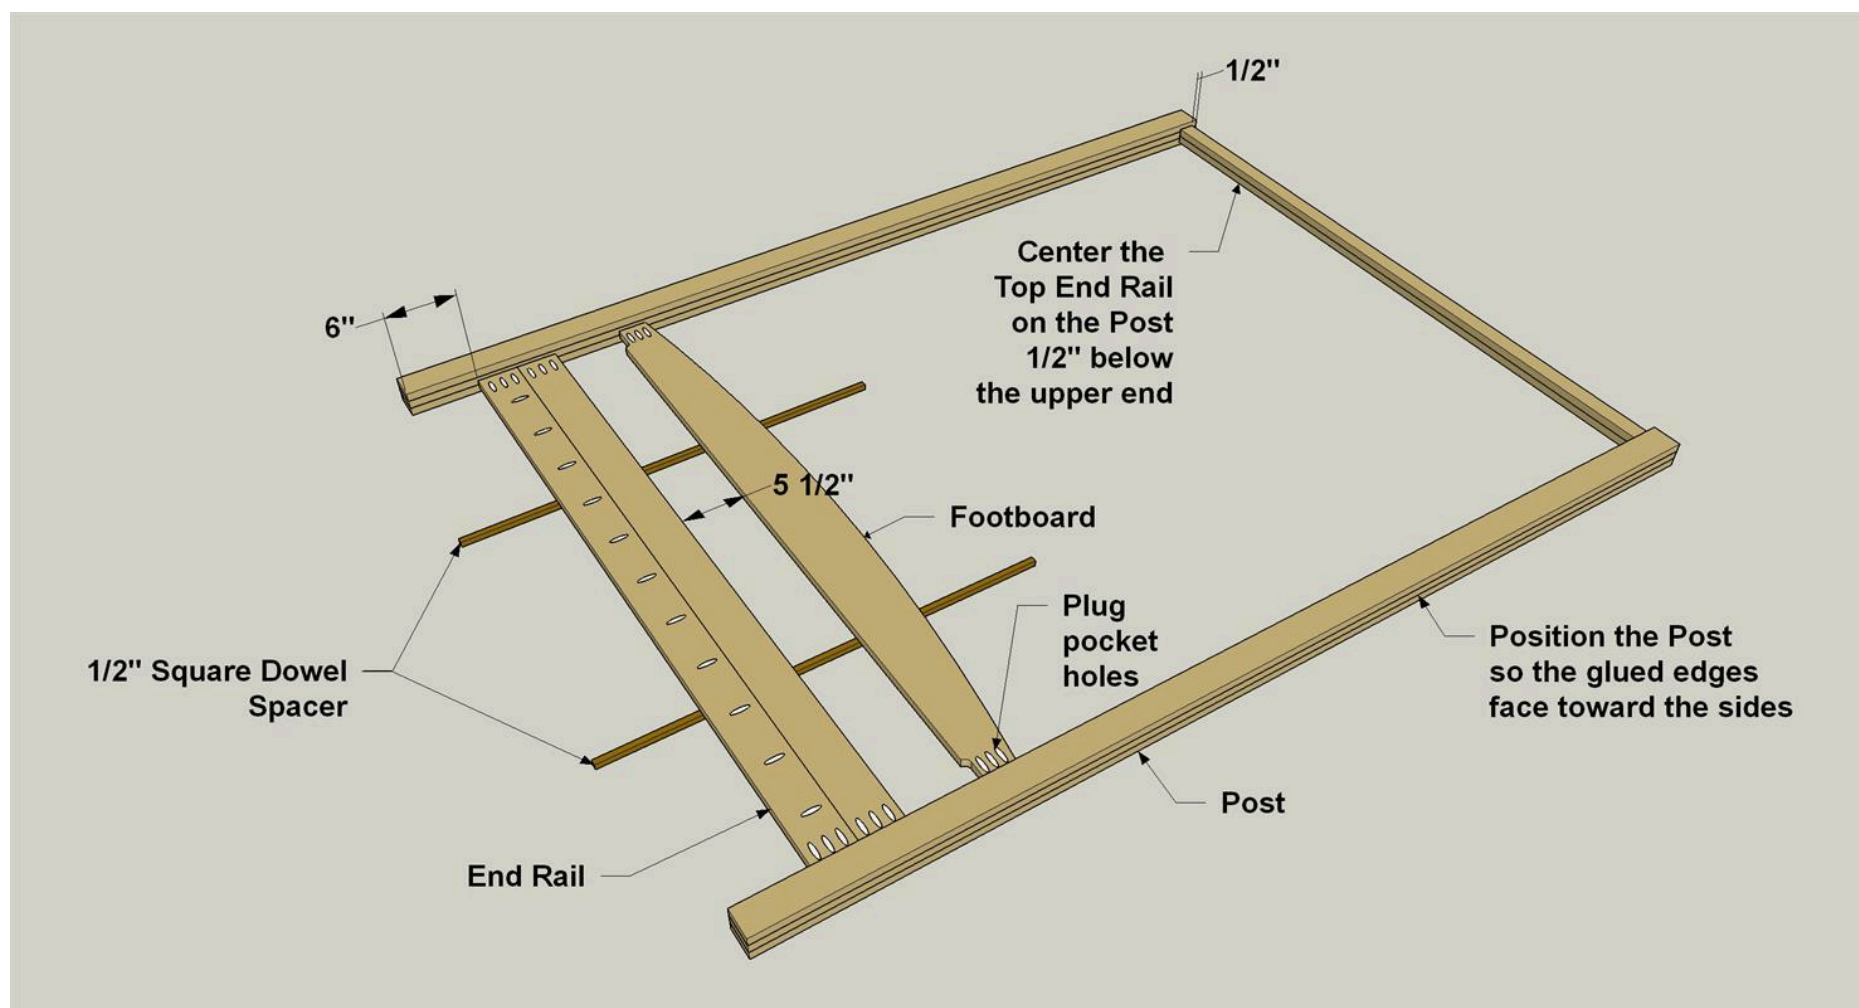 1/2"
Center the
Top End Rail
on the Post
1/2" below
the upper end
6"
5 1/2"
Footboard
Plug
pocket
holes
Position the Post
so the glued edges
face toward the sides
1/2" Square Dowel
Spacer
Post
End Rail